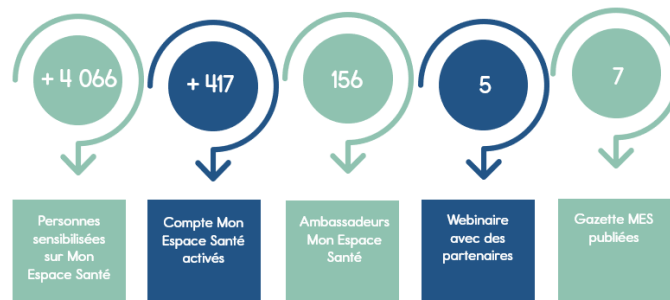 + 4 066
+ 417
156
5
7
Personnes
sensibilisées
sur Mon
Espace Santé
Compte Mon
Espace Santé
activés
Ambassadeurs
Mon Espace
Santé
Webinaire
avec des
partenaires
Gazette MES
publiées